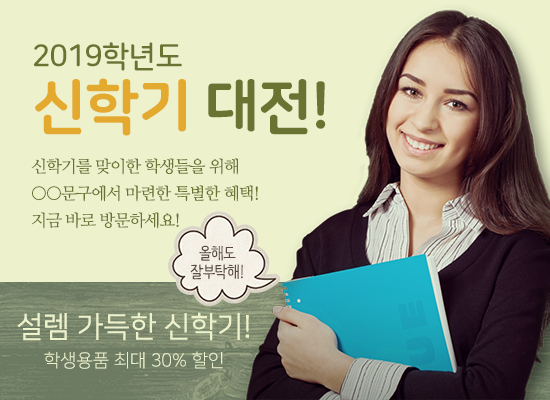 2019학년도
신학기 대전!
신학기를 맞이한 학생들을 위해
○○문구에서 마련한 특별한 혜택!
지금 바로 방문하세요!
올해도
잘부탁해!
설렘 가득한 신학기!
학생용품 최대 30% 할인